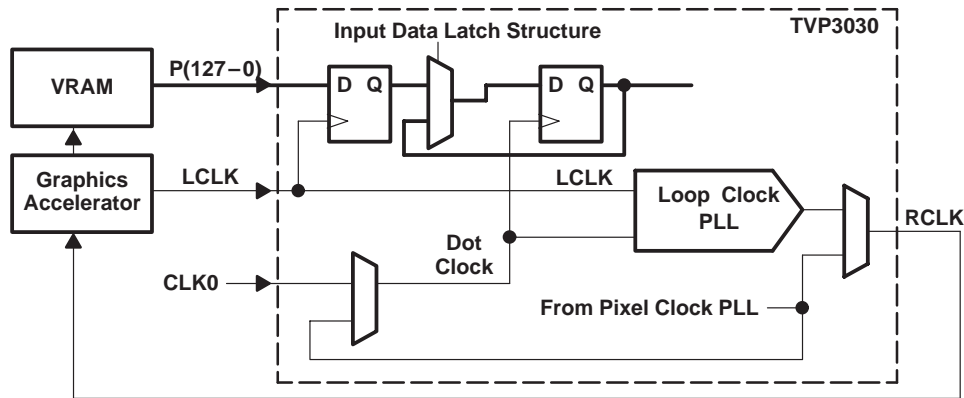 TVP3030
Input Data Latch Structure
P(127–0)
VRAM
D Q
D Q
Graphics
Accelerator
LCLK
LCLK
Loop Clock
PLL
RCLK
Dot
Clock
CLK0
From Pixel Clock PLL